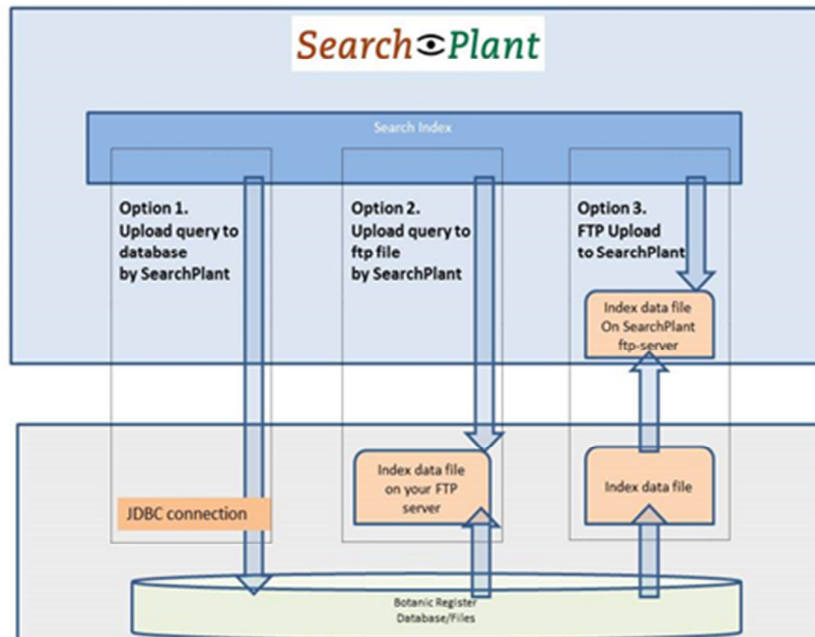 Search Plant
Search Index
Option 1.
Upload query to
database
by SearchPlant
Option 2.
Upload query to
ftp file
by SearchPlant
Option 3.
FTP Upload
to SearchPlant
Index data file
On SearchPlant
ftp-server
JDBC connection
Index data file
on your FTP
server
Index data file
Botanic Register
Database/Files